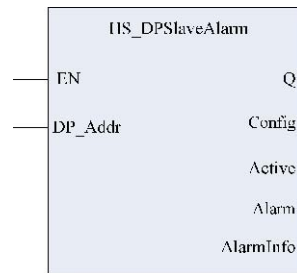 HS_DPSlaveAlarm
EN
Q
DP_Addr
Config
Active
Alarm
AlarmInfo